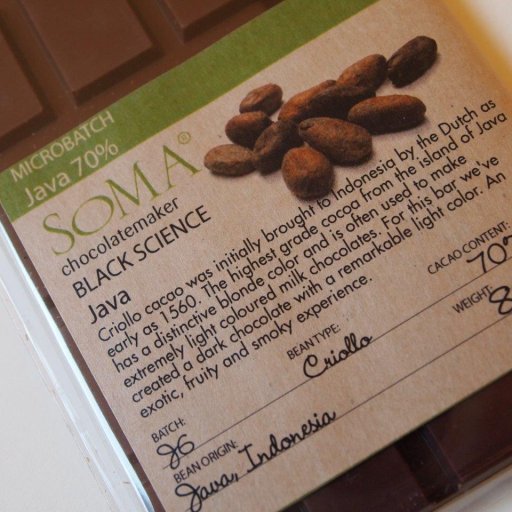 MICROBATCH
Java 70%
SOMA®
chocolatemaker
BLACK SCIENCE
Java
Criollo cacao was initially brought to Indonesia by the Dutch as
early as 1560. The highest grade cocoa from the island of Java
has a distinctive blonde color and is often used to make
extremely light coloured milk chocolates. For this bar we've
created a dark chocolate with a remarkable light color. An
exotic, fruity and smoky experience.
CACAO CONTENT:
70
BEANTYPE:
Criollo
WEIGHT:
8
BATCH:
J6
BEAN ORIGIN:
Java, Indonesia